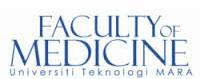 FACULTY OF
MEDICINE
Universiti Teknologi MARA